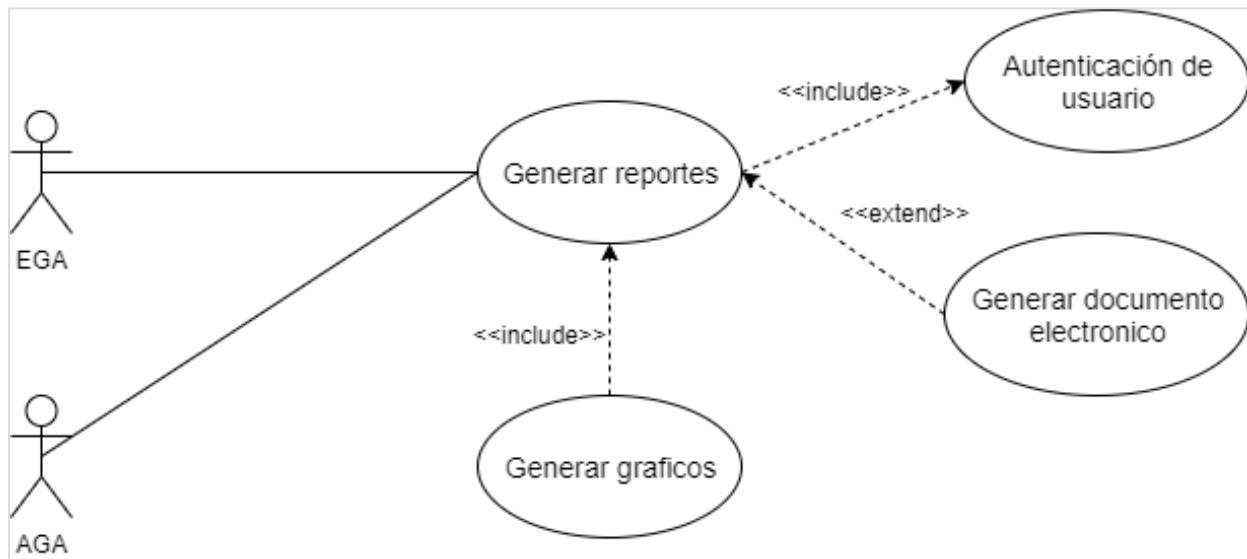 Autenticación de
usuario
<<include>>
Generar reportes
<<extend>>
EGA
Generar documento
electronico
<<include>>
Generar graficos
AGA